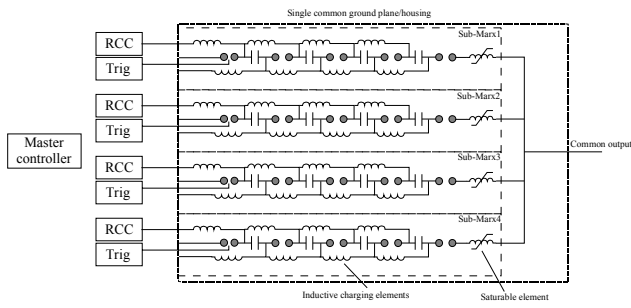 Single common ground plane/housing
Sub-Marx1
RCC
Trig
Sub-Marx2
RCC
Trig
Master
controller
Common output
Sub-Marx3
RCC
Trig
Sub-Marx4
RCC
Trig
Inductive charging elements
Saturable element